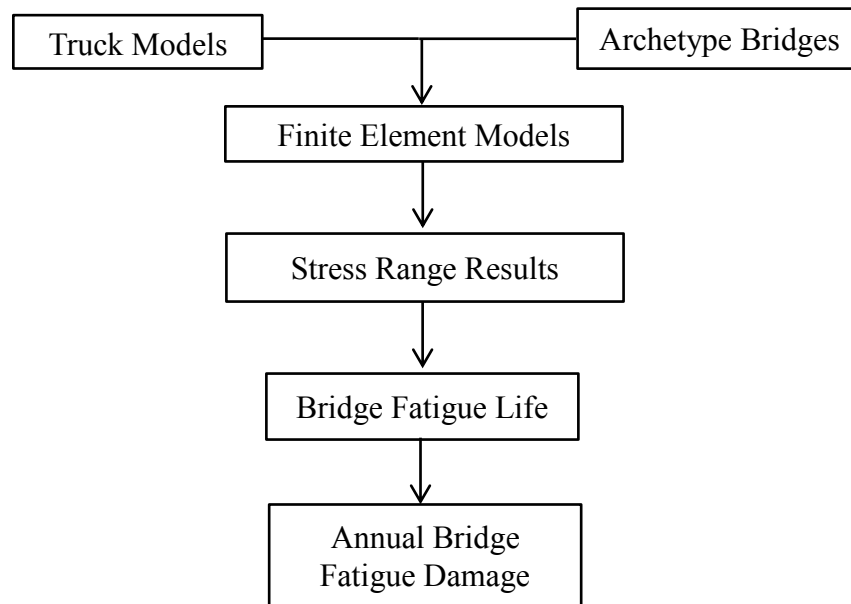 Truck Models
Archetype Bridges
Finite Element Models
Stress Range Results
Bridge Fatigue Life
Annual Bridge
Fatigue Damage